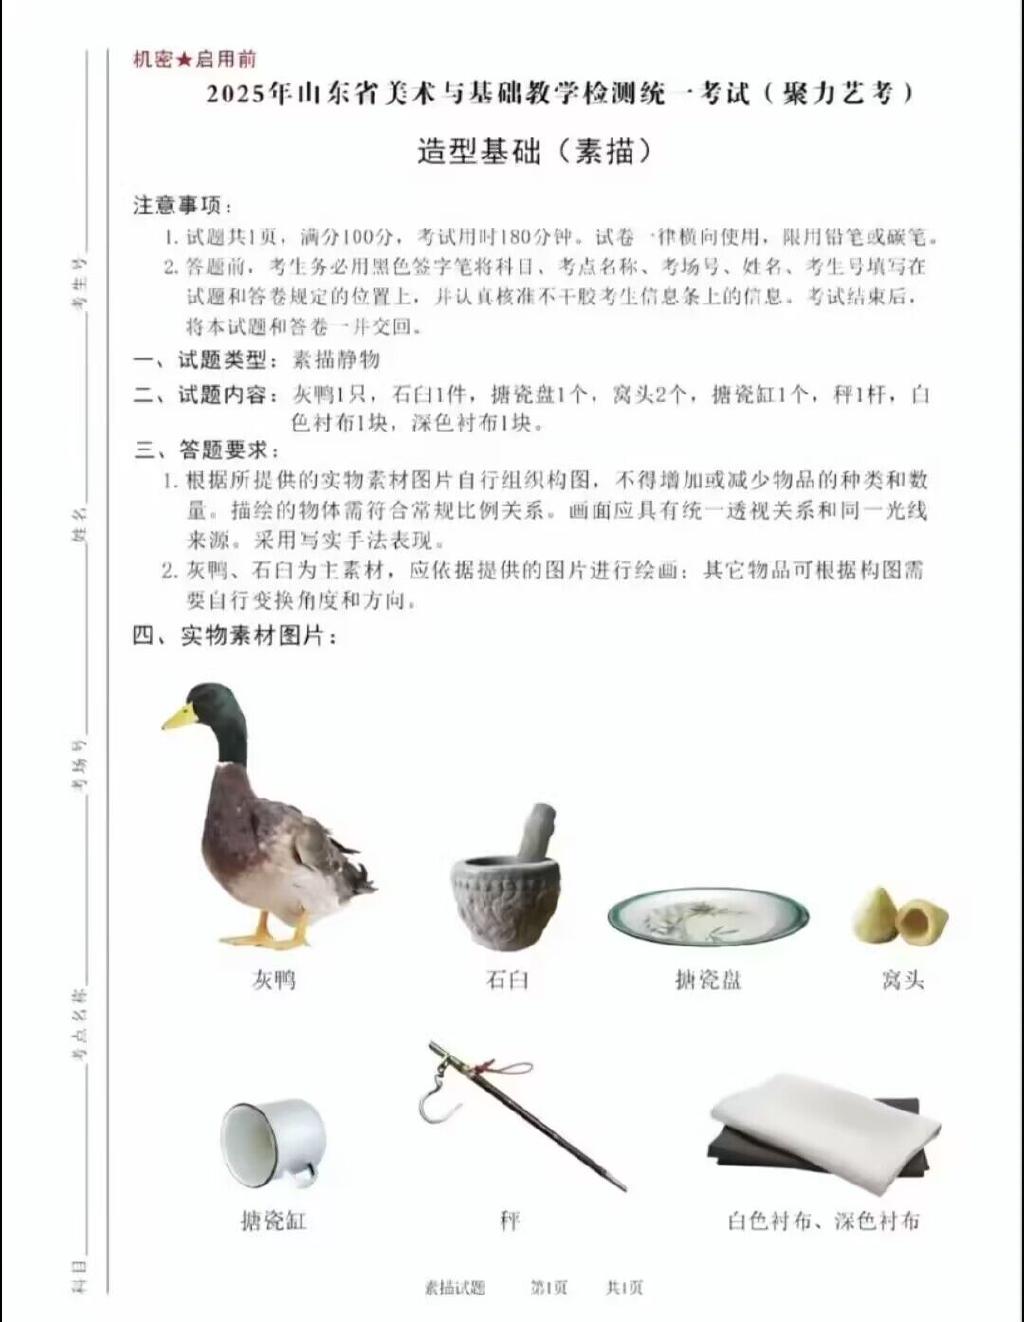 机密★启用前
2025年山东省美术与基础教学检测统一考试(聚力艺考)
造型基础(素描)
注意事项:
1. 试题共1页,满分100分,考试用时180分钟。试卷一律横向使用,限用铅笔或碳笔。
2. 答题前,考生务必用黑色签字笔将科目、考点名称、考场号、姓名、考生号填写在
试题和答卷规定的位置上,并认真核准不干胶考生信息条上的信息。考试结束后,
将本试题和答卷一并交回。
一、试题类型:素描静物
二、试题内容:灰鸭1只,石臼1件,搪瓷盘1个,窝头2个,搪瓷缸1个,秤1杆,白
色衬布1块,深色衬布1块。
三、答题要求:
1. 根据所提供的实物素材图片自行组织构图,不得增加或减少物品的种类和数
量。描绘的物体需符合常规比例关系。画面应具有统一透视关系和同一光线
来源。采用写实手法表现。
2. 灰鸭、石臼为主素材,应依据提供的图片进行绘画;其它物品可根据构图需
要自行变换角度和方向。
四、实物素材图片:
灰鸭
石臼
搪瓷盘
窝头
搪瓷缸
秤
白色衬布、深色衬布
素描试题 第1页 共1页
考生号
姓名
考场号
考点名称
科目